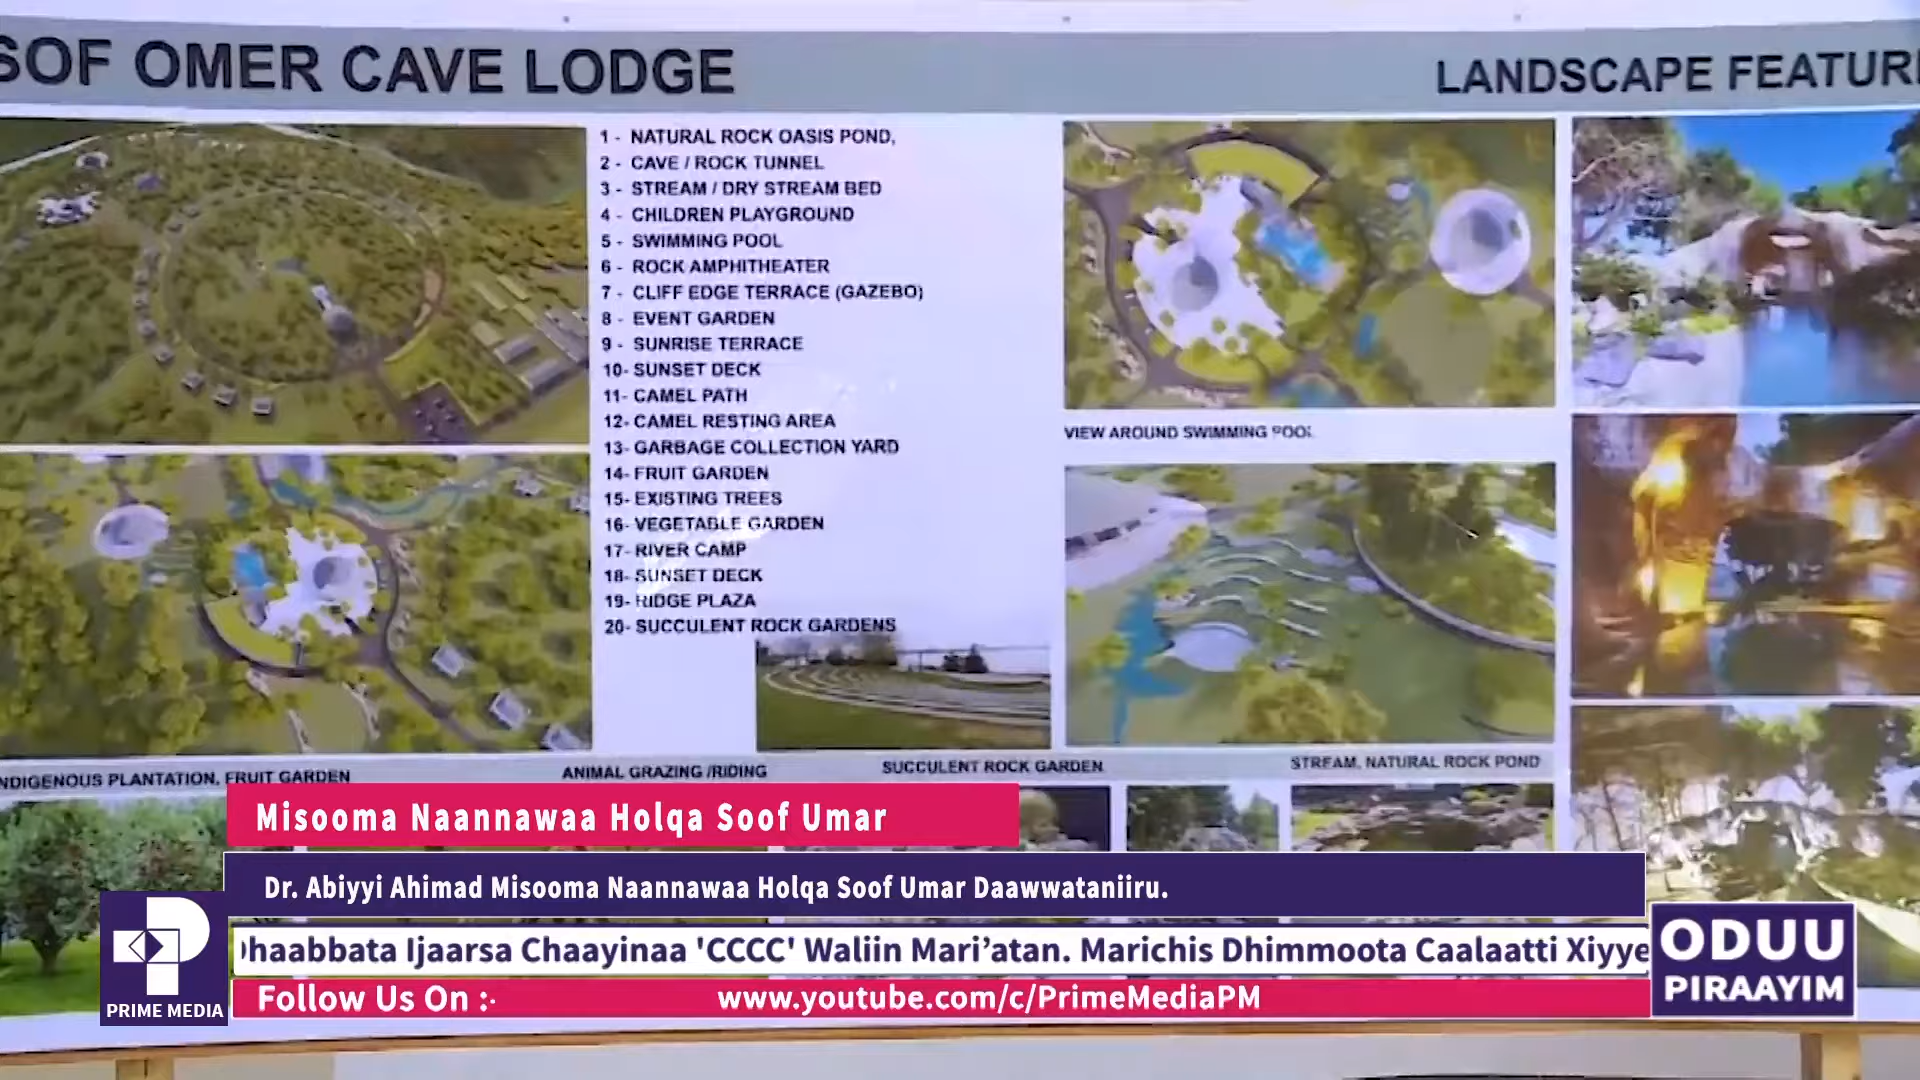 SOF OMER CAVE LODGE
LANDSCAPE
1 - NATURAL ROCK OASIS POND,
2 - CAVE / ROCK TUNNEL
3 - STREAM / DRY STREAM BED
4 - CHILDREN PLAYGROUND
5 - SWIMMING POOL
6 - ROCK AMPHITHEATER
7 - CLIFF EDGE TERRACE (GAZEBO)
8 - EVENT GARDEN
9 - SUNRISE TERRACE
10- SUNSET DECK
11- CAMEL PATH
12- CAMEL RESTING AREA
13- GARBAGE COLLECTION YARD
14- FRUIT GARDEN
15- EXISTING TREES
16- VEGETABLE GARDEN
17- RIVER CAMP
18- SUNSET DECK
19- RIDGE PLAZA
20- SUCCULENT ROCK GARDENS
VIEW AROUND SWIMMING POOL
NDIGENOUS PLANTATION, FRUIT GARDEN
ANIMAL GRAZING /RIDING
SUCCULENT ROCK GARDEN
STREAM, NATURAL ROCK POND
Misooma Naannawaa Holqa Soof Umar
Dr. Abiyyi Ahimad Misooma Naannawaa Holqa Soof Umar Daawwataniiru.
Dhaabbata Ijaarsa Chaayinaa 'CCCC' Waliin Mari’atan. Marichis Dhimmoota Caalaatti Xiyye
Follow Us On :-
www.youtube.com/c/PrimeMediaPM
PRIME MEDIA
ODUU
PIRAAYIM